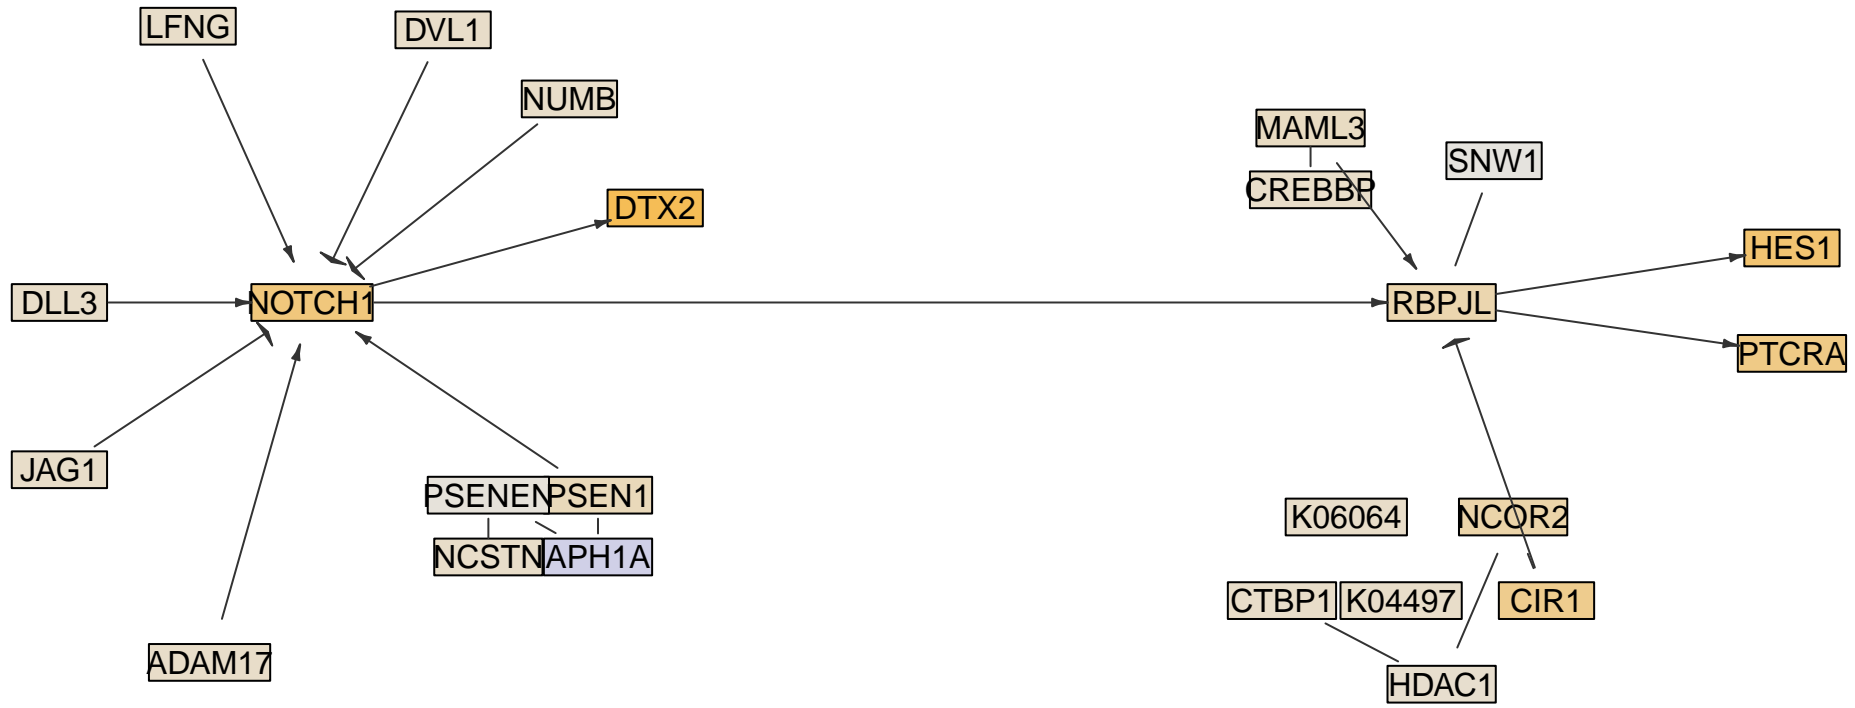 LFNG
DVL1
NUMB
MAML3
SNW1
CREBBP
DTX2
HES1
DLL3
NOTCH1
RBPJL
PTCRA
JAG1
PSENEN
PSEN1
K06064
NCOR2
NCSTN
APH1A
CTBP1
K04497
CIR1
ADAM17
HDAC1